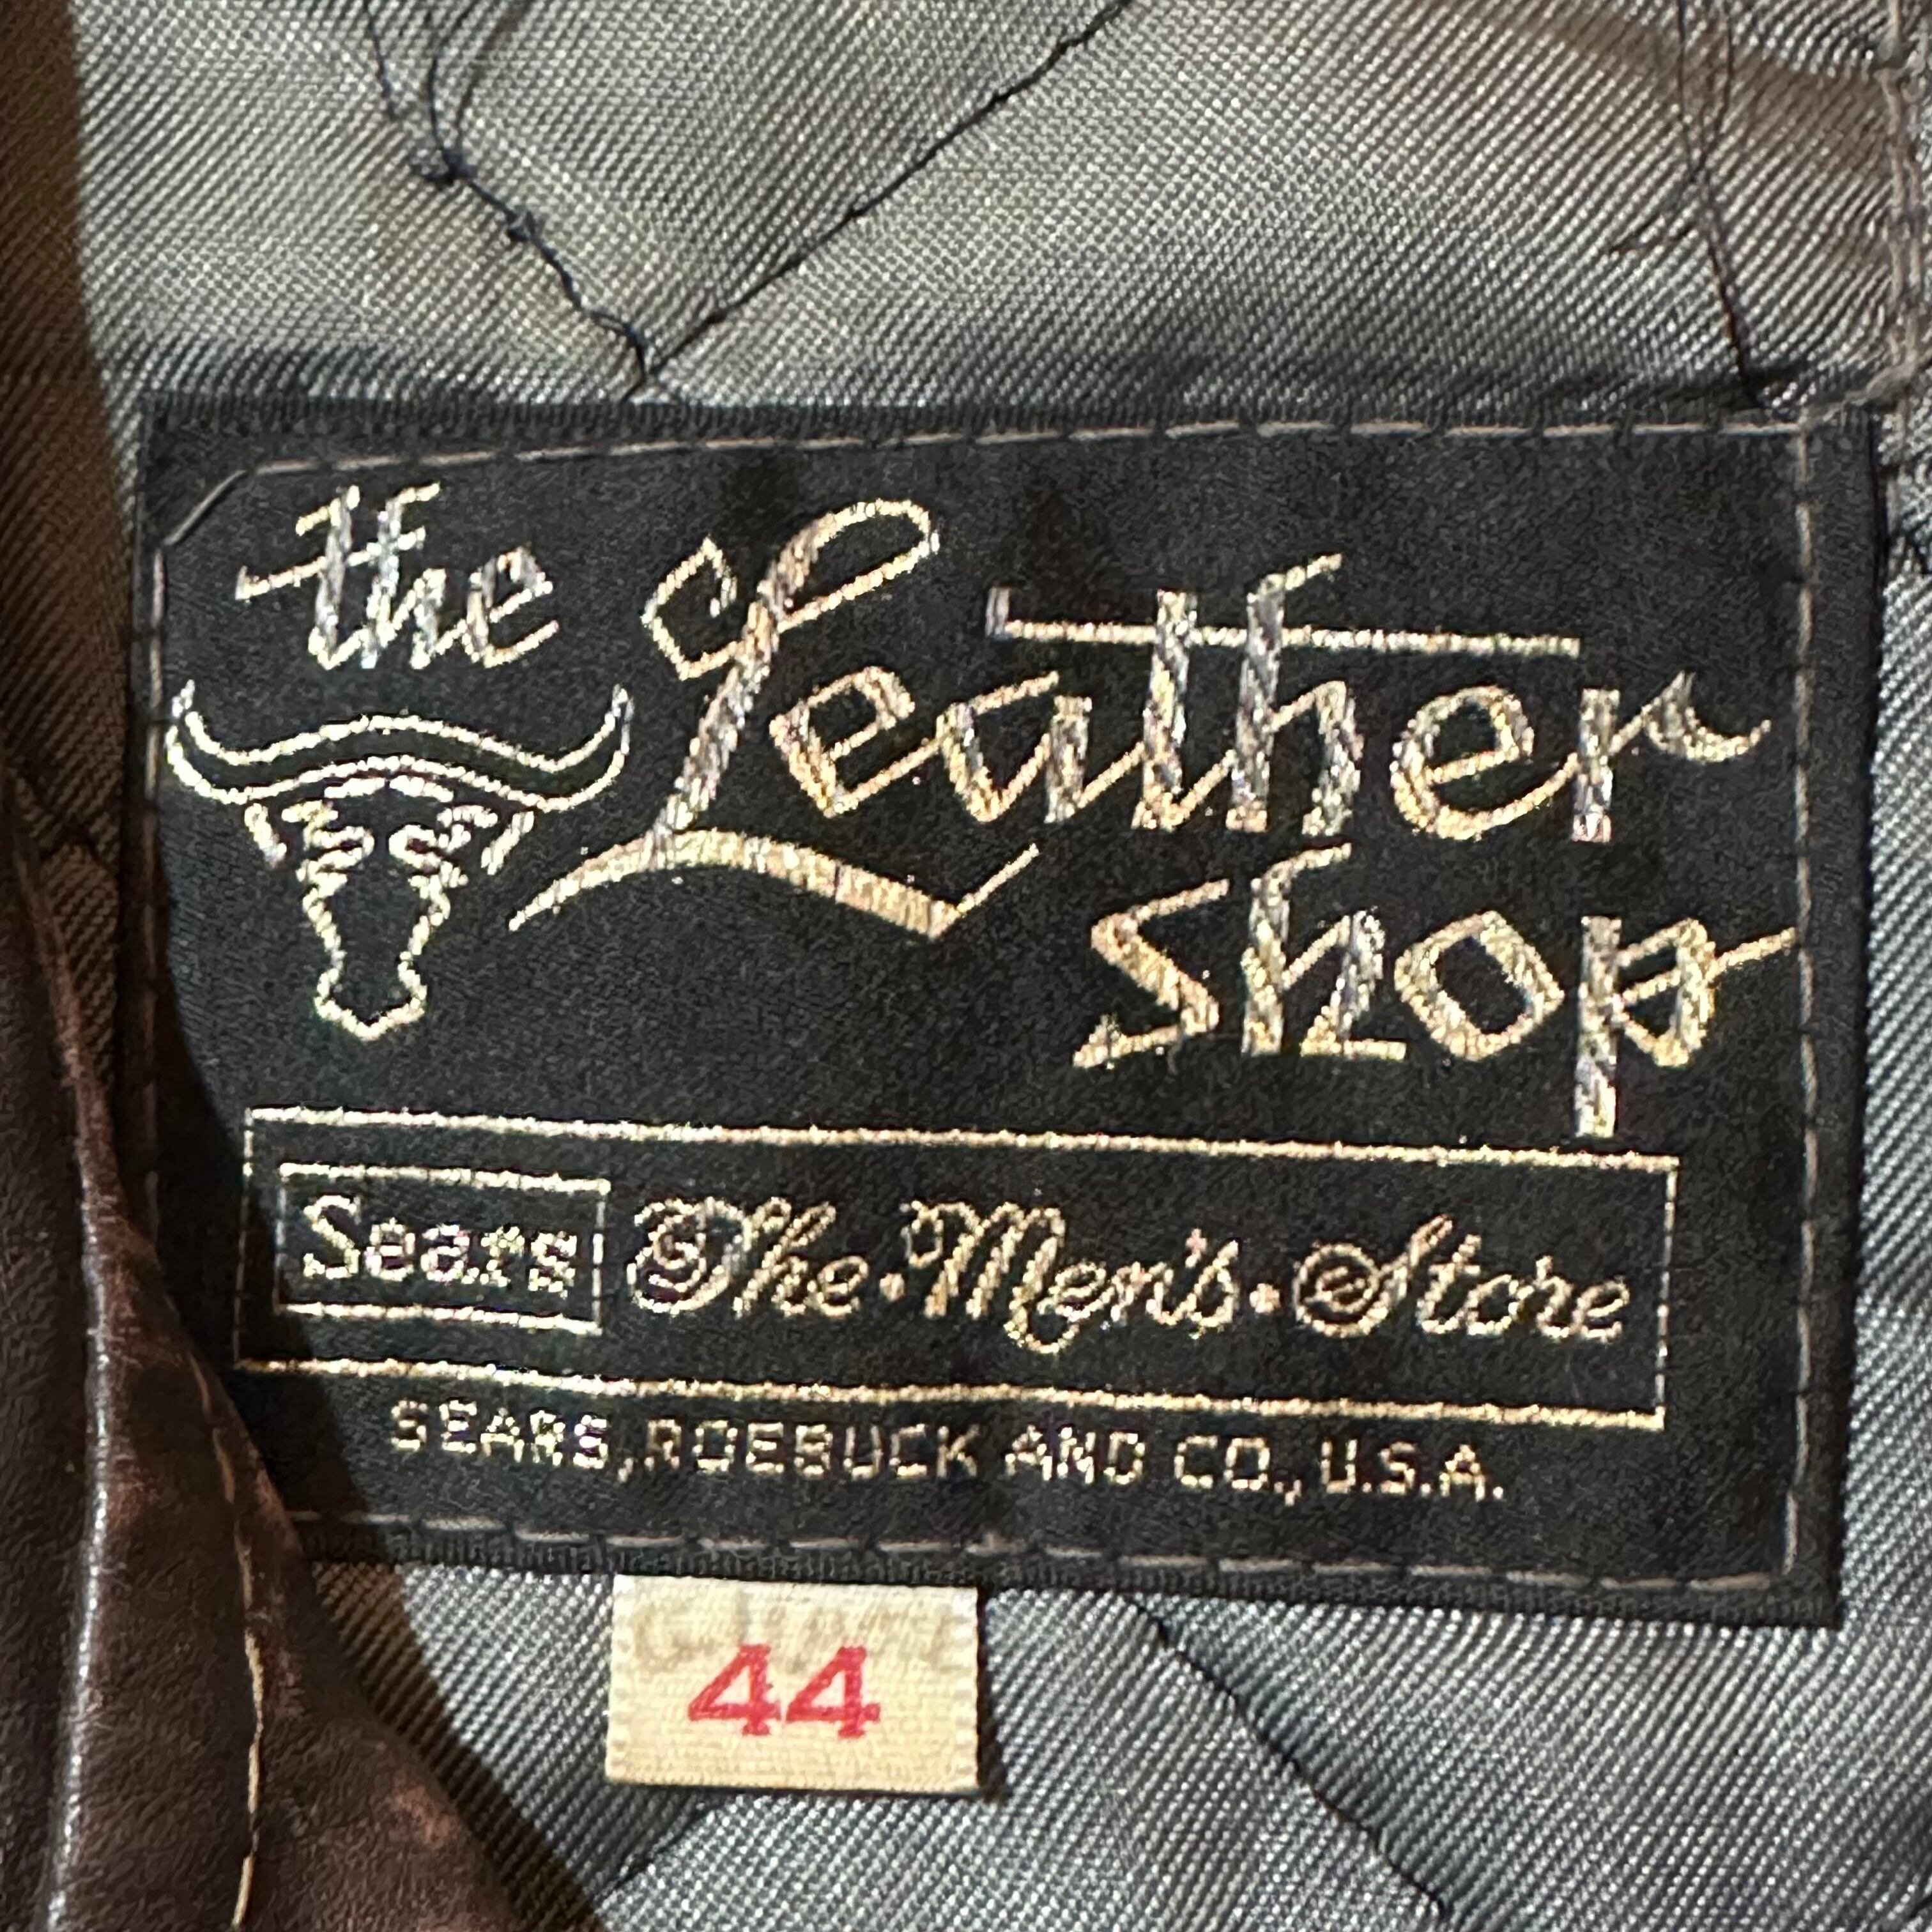 the Leather
shop
Sears The·Men's·Store
SEARS, ROEBUCK AND CO., U.S.A.
44